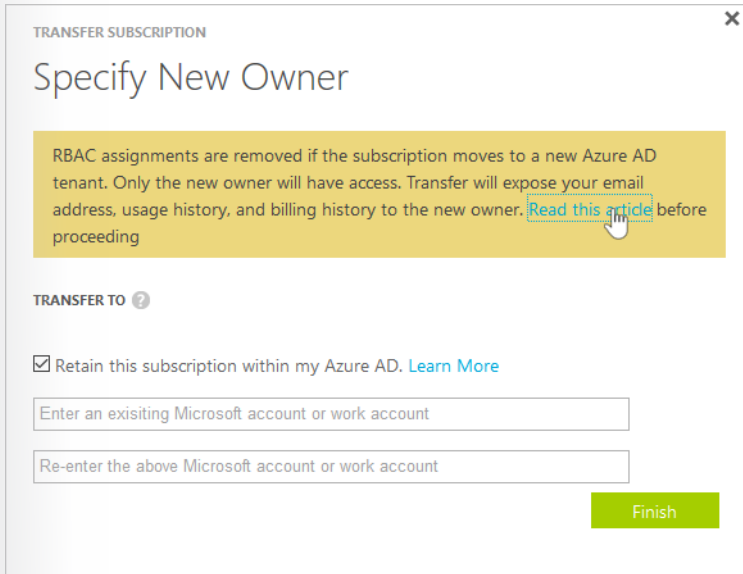 TRANSFER SUBSCRIPTION
Specify New Owner
RBAC assignments are removed if the subscription moves to a new Azure AD
tenant. Only the new owner will have access. Transfer will expose your email
address, usage history, and billing history to the new owner. Read this article before
proceeding
TRANSFER TO ?
Retain this subscription within my Azure AD. Learn More
Enter an exisiting Microsoft account or work account
Re-enter the above Microsoft account or work account
Finish